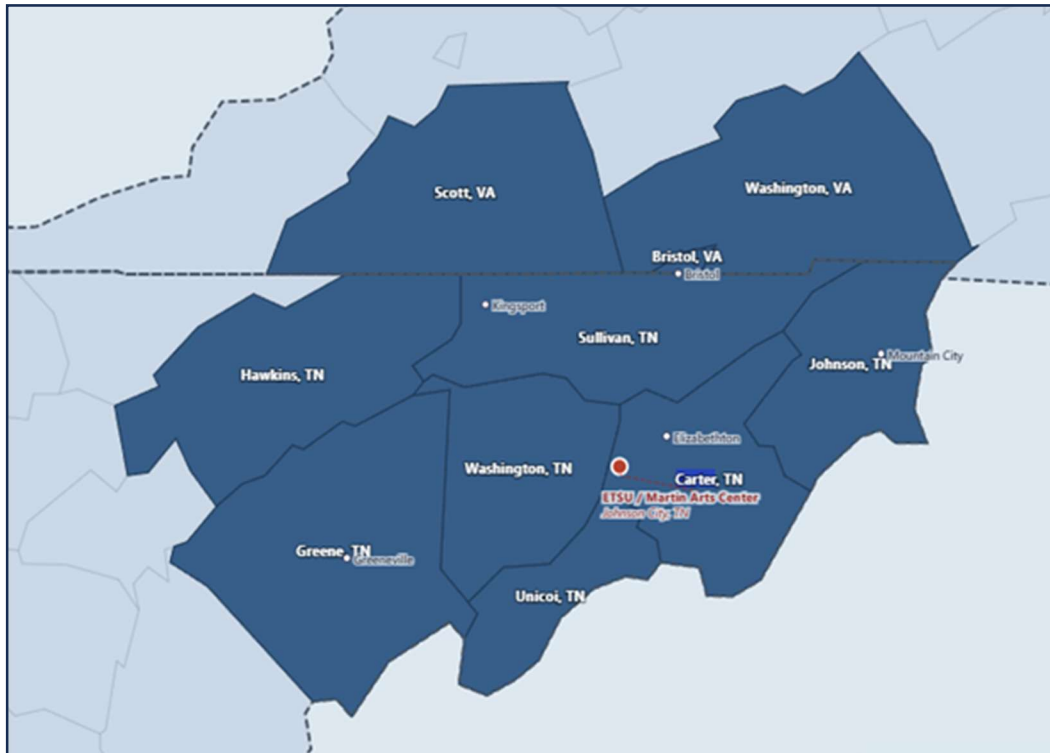 Scott, VA
Washington, VA
Bristol, VA
Bristol
Kingsport
Sullivan, TN
Mountain City
Johnson, TN
Hawkins, TN
Elizabethton
Washington, TN
Carter, TN
ETSU / Martin Arts Center
Johnson City, TN
Greene, TN
Greeneville
Unicoi, TN